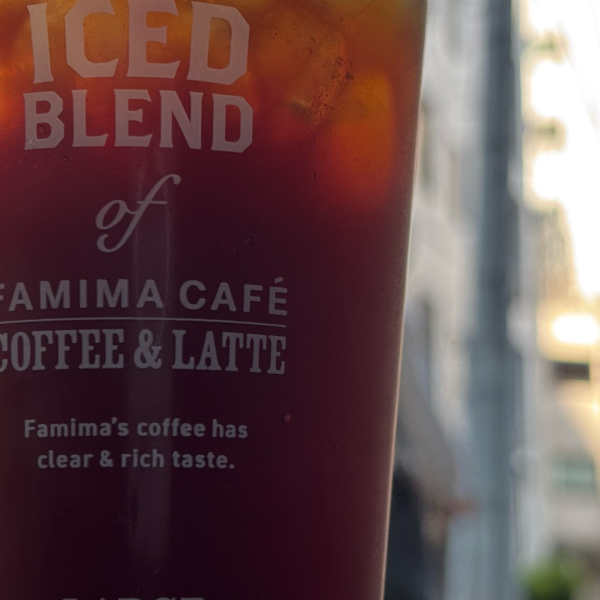 ICED
BLEND
of
FAMIMA CAFÉ
COFFEE & LATTE
Famima's coffee has
clear & rich taste.